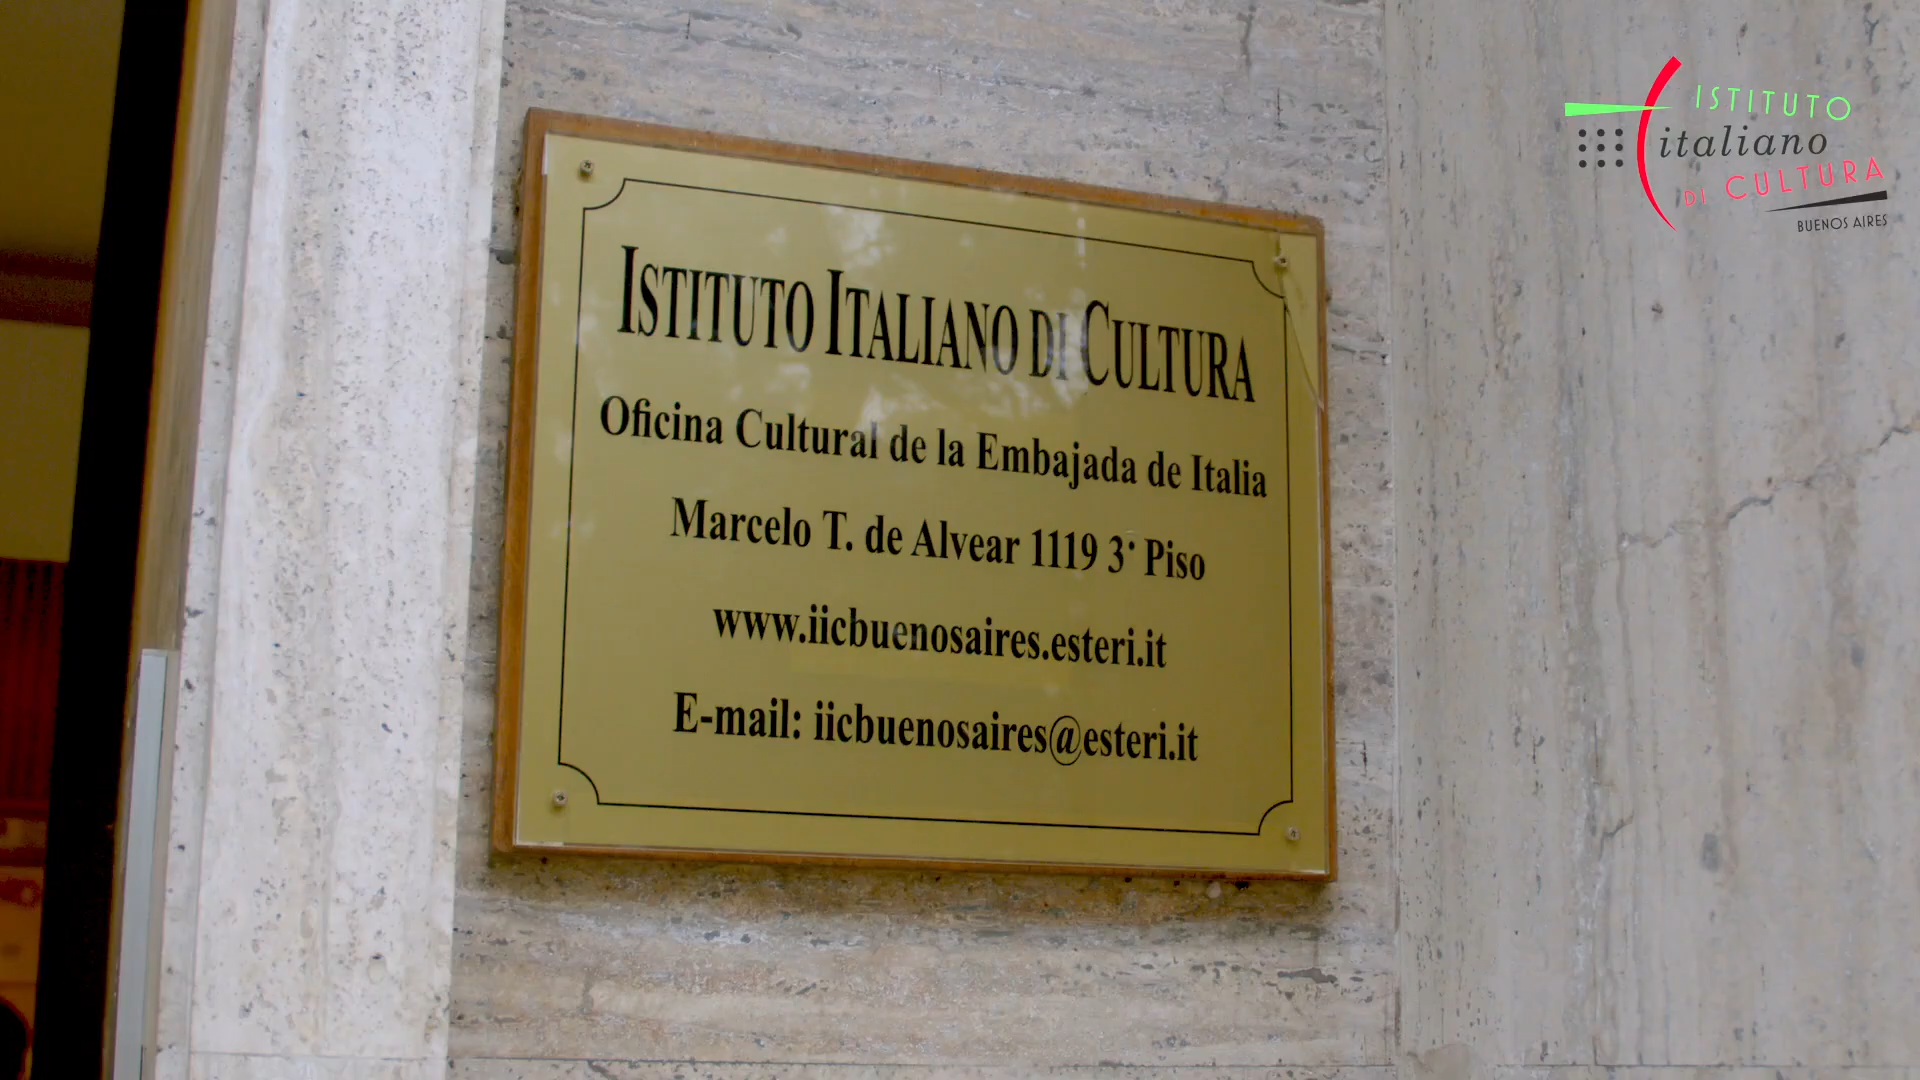 ISTITUTO ITALIANO DI CULTURA
Oficina Cultural de la Embajada de Italia
Marcelo T. de Alvear 1119 3° Piso
www.iicbuenosaires.esteri.it
E-mail: iicbuenosaires@esteri.it
ISTITUTO
italiano
DI CULTURA
BUENOS AIRES